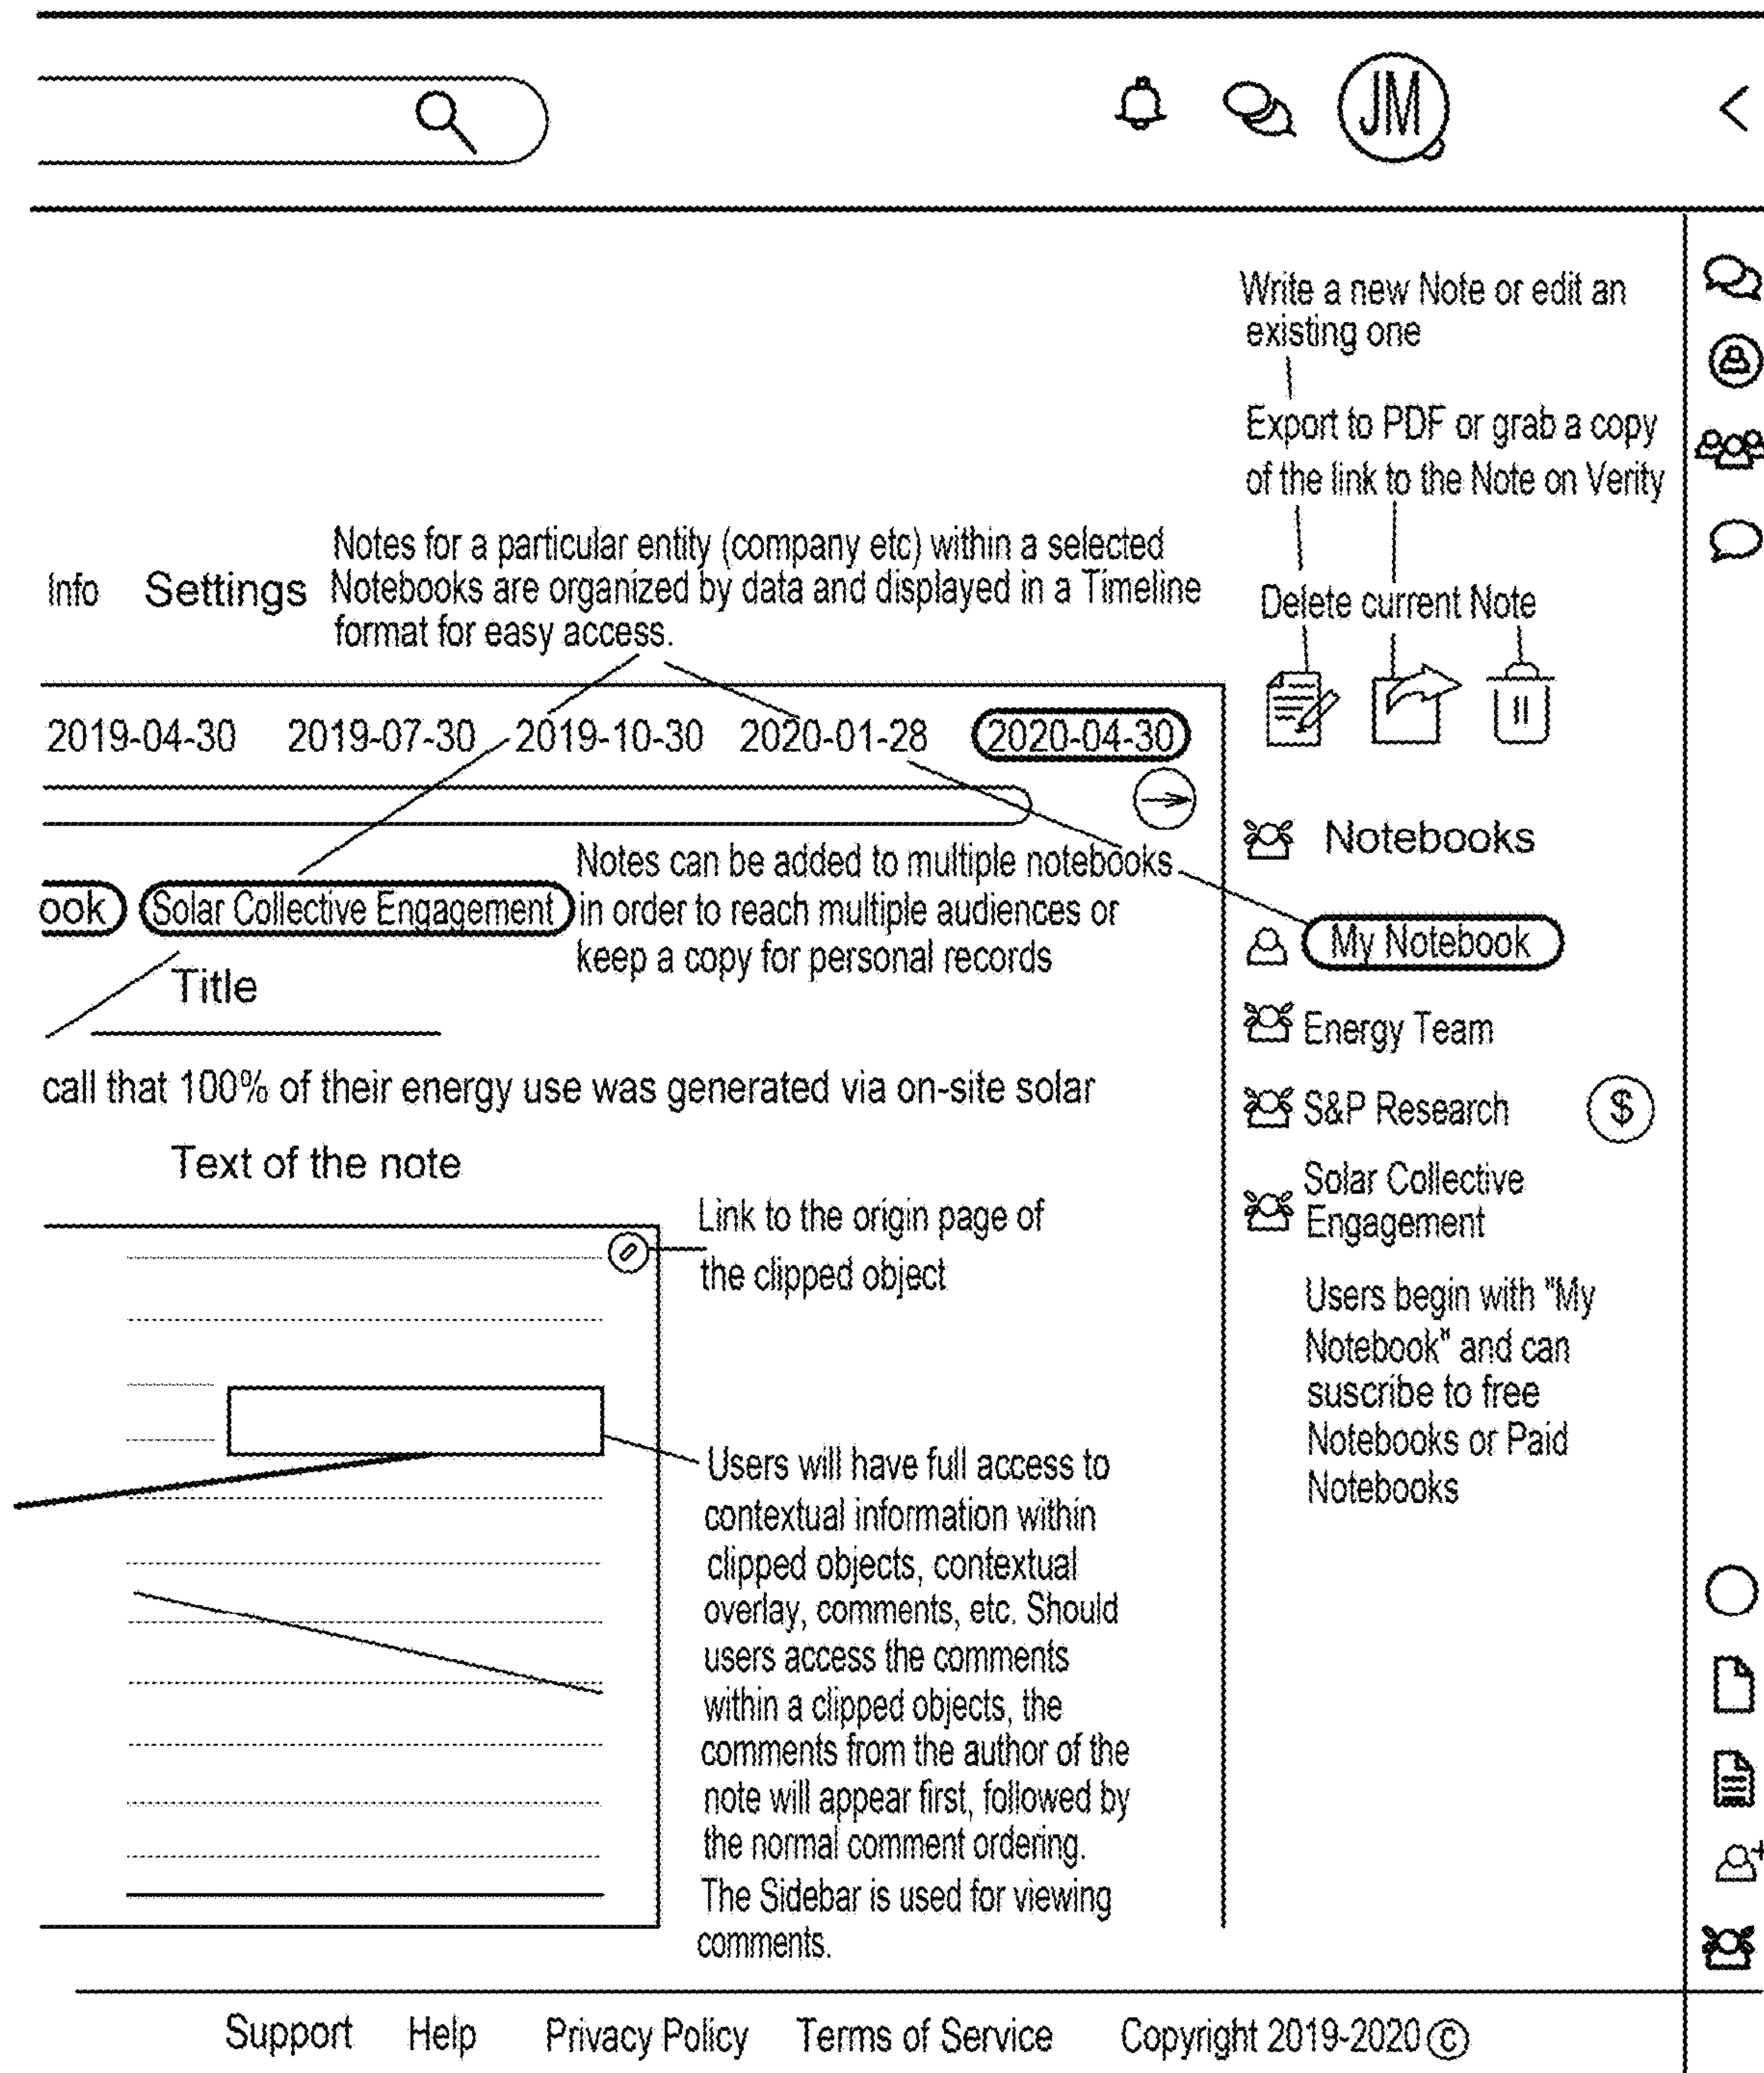 JM
Write a new Note or edit an
existing one
Export to PDF or grab a copy
of the link to the Note on Verity
Delete current Note
Info Settings
Notes for a particular entity (company etc) within a selected
Notebooks are organized by data and displayed in a Timeline
format for easy access.
2019-04-30 2019-07-30 2019-10-30 2020-01-28 2020-04-30
Notebooks
Notes can be added to multiple notebooks
in order to reach multiple audiences or
keep a copy for personal records
ook Solar Collective Engagement
My Notebook
Title
Energy Team
call that 100% of their energy use was generated via on-site solar
S&P Research $
Text of the note
Solar Collective
Engagement
Link to the origin page of
the clipped object
Users begin with "My
Notebook" and can
suscribe to free
Notebooks or Paid
Notebooks
Users will have full access to
contextual information within
clipped objects, contextual
overlay, comments, etc. Should
users access the comments
within a clipped objects, the
comments from the author of the
note will appear first, followed by
the normal comment ordering.
The Sidebar is used for viewing
comments.
Support Help Privacy Policy Terms of Service Copyright 2019-2020 ©